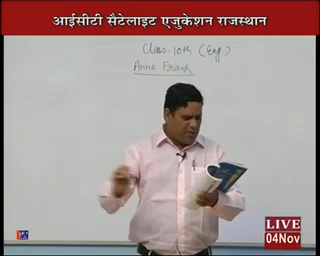 आईसीटी सैटेलाइट एजुकेशन राजस्थान
Class-10th (Eng.)
Anne Frank
LIVE
04Nov